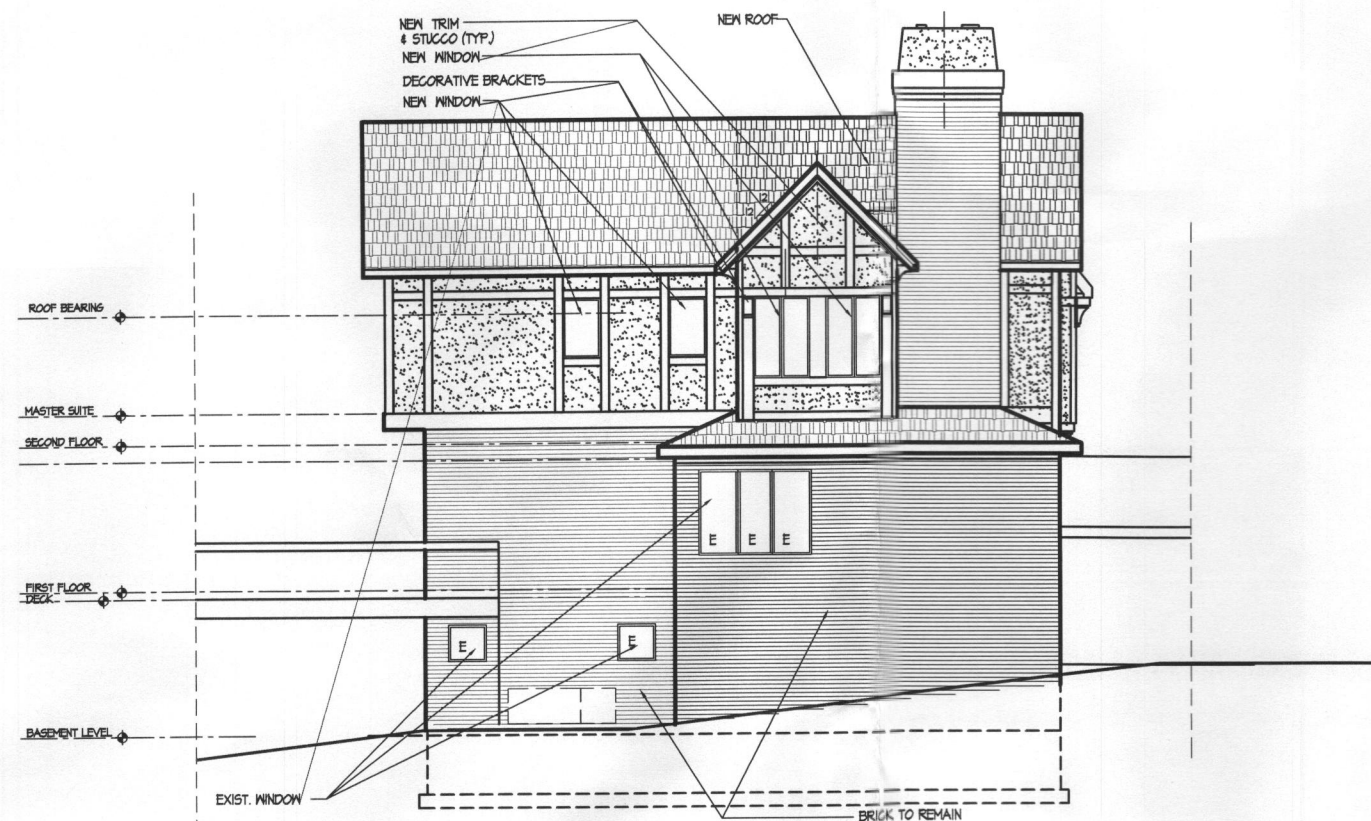 NEW TRIM
& STUCCO (TYP.)
NEW ROOF
NEW WINDOW
DECORATIVE BRACKETS
NEW WINDOW
12
12
ROOF BEARING
MASTER SUITE
SECOND FLOOR
E E E
FIRST FLOOR
DECK
E
E
BASEMENT LEVEL
EXIST. WINDOW
BRICK TO REMAIN